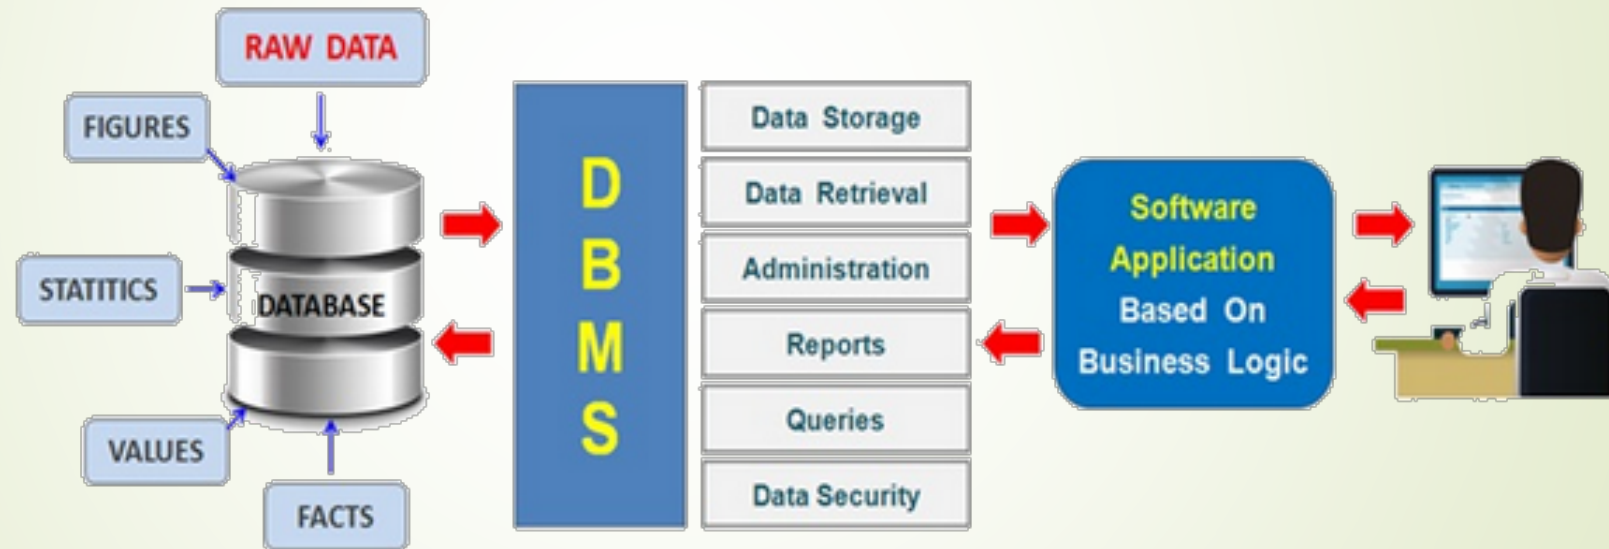 RAW DATA
FIGURES
STATITICS
DATABASE
VALUES
FACTS
D
B
M
S
Data Storage
Data Retrieval
Administration
Reports
Queries
Data Security
Software
Application
Based On
Business Logic